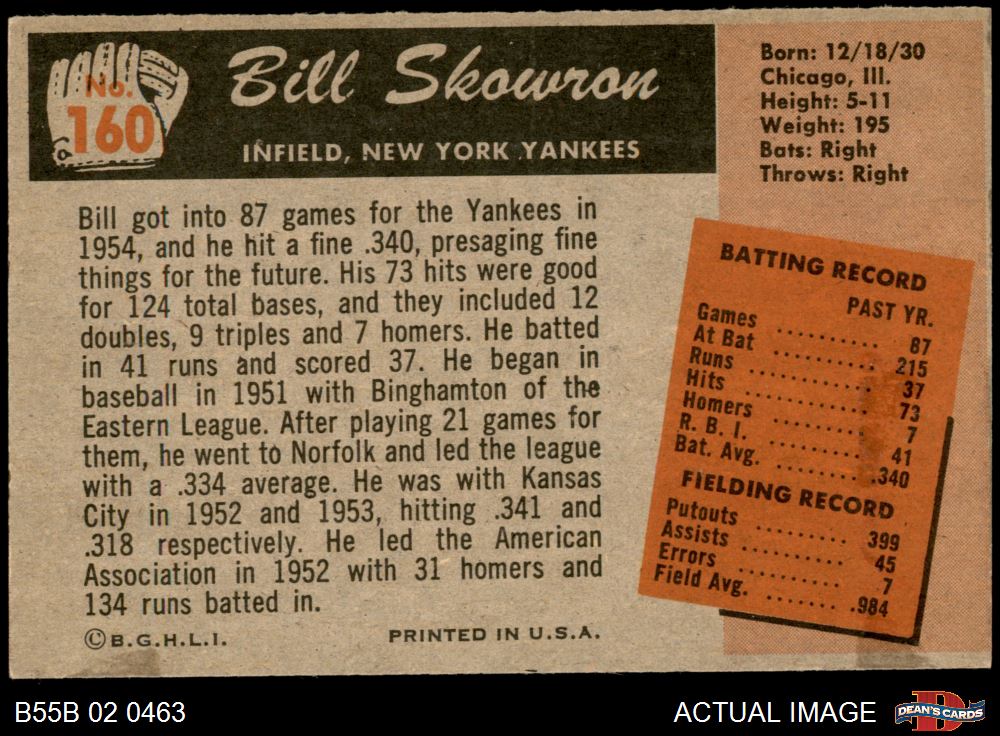 No.
160
Bill Skowron
INFIELD, NEW YORK YANKEES
Born: 12/18/30
Chicago, Ill.
Height: 5-11
Weight: 195
Bats: Right
Throws: Right
Bill got into 87 games for the Yankees in
1954, and he hit a fine .340, presaging fine
things for the future. His 73 hits were good
for 124 total bases, and they included 12
doubles, 9 triples and 7 homers. He batted
in 41 runs and scored 37. He began in
baseball in 1951 with Binghamton of the
Eastern League. After playing 21 games for
them, he went to Norfolk and led the league
with a .334 average. He was with Kansas
City in 1952 and 1953, hitting .341 and
.318 respectively. He led the American
Association in 1952 with 31 homers and
134 runs batted in.
©B.G.H.L.I. PRINTED IN U.S.A.
BATTING RECORD
PAST YR.
Games ......... 87
At Bat ......... 215
Runs ......... 37
Hits ......... 73
Homers ......... 7
R. B. I. ......... 41
Bat. Avg. ......... .340
FIELDING RECORD
Putouts ......... 399
Assists ......... 45
Errors ......... 7
Field Avg. ......... .984
B55B 02 0463
ACTUAL IMAGE
DEAN'S CARDS